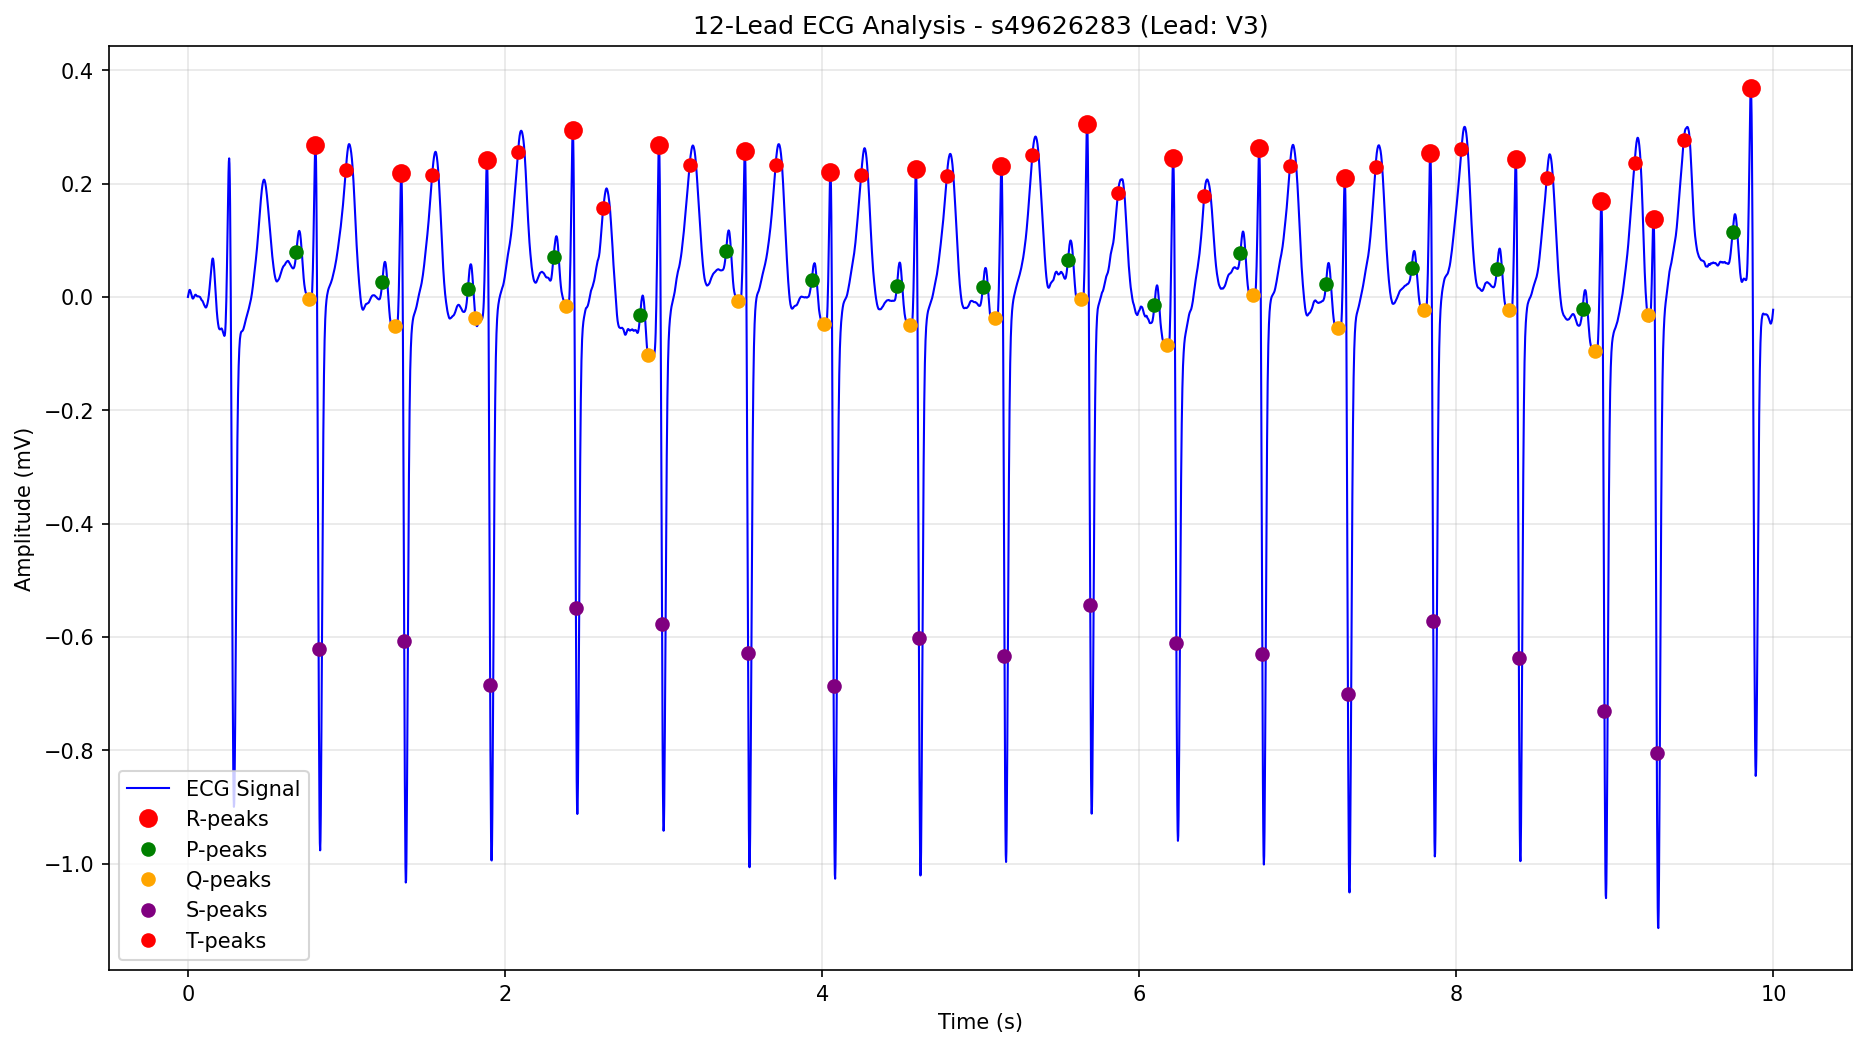 12-Lead ECG Analysis - s49626283 (Lead: V3)
Amplitude (mV)
0.4
0.2
0.0
−0.2
−0.4
−0.6
−0.8
−1.0
ECG Signal
R-peaks
P-peaks
Q-peaks
S-peaks
T-peaks
0 2 4 6 8 10
Time (s)